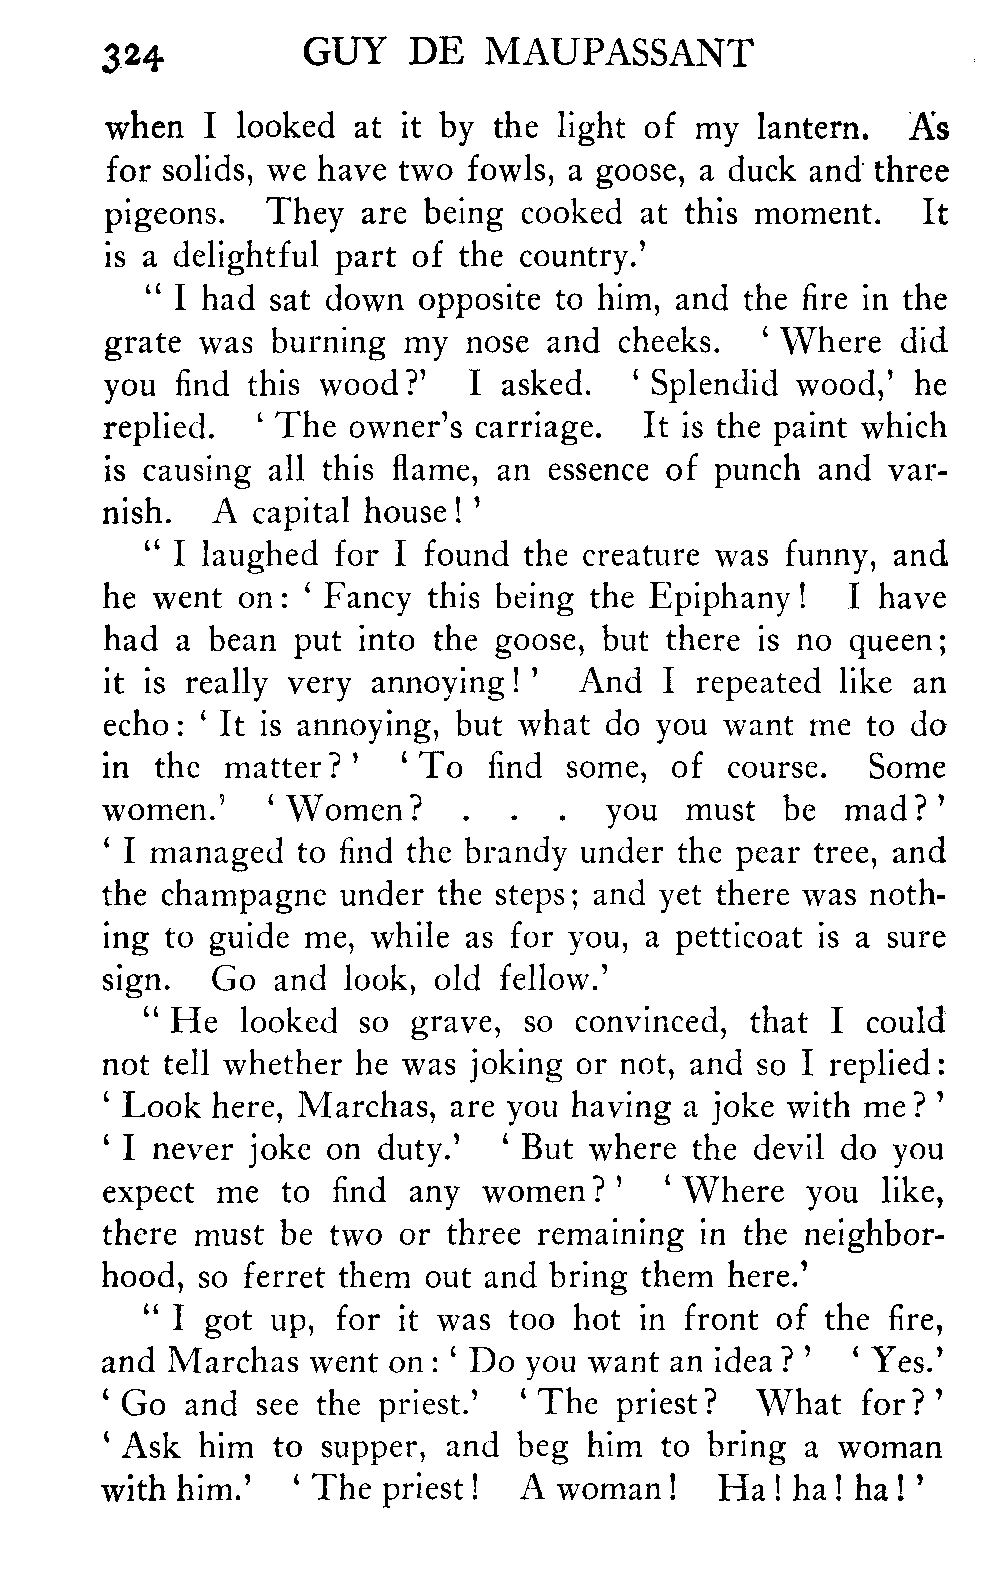 324 GUY DE MAUPASSANT
when I looked at it by the light of my lantern. As
for solids, we have two fowls, a goose, a duck and three
pigeons. They are being cooked at this moment. It
is a delightful part of the country.'
“ I had sat down opposite to him, and the fire in the
grate was burning my nose and cheeks. ‘ Where did
you find this wood?’ I asked. ‘ Splendid wood,’ he
replied. ‘ The owner’s carriage. It is the paint which
is causing all this flame, an essence of punch and var-
nish. A capital house! ’
“ I laughed for I found the creature was funny, and
he went on: ‘ Fancy this being the Epiphany! I have
had a bean put into the goose, but there is no queen;
it is really very annoying! ’ And I repeated like an
echo: ‘ It is annoying, but what do you want me to do
in the matter? ’ ‘ To find some, of course. Some
women.’ ‘ Women? . . . you must be mad? ’
‘ I managed to find the brandy under the pear tree, and
the champagne under the steps; and yet there was noth-
ing to guide me, while as for you, a petticoat is a sure
sign. Go and look, old fellow.’
“ He looked so grave, so convinced, that I could
not tell whether he was joking or not, and so I replied:
‘ Look here, Marchas, are you having a joke with me? ’
‘ I never joke on duty.’ ‘ But where the devil do you
expect me to find any women? ’ ‘ Where you like,
there must be two or three remaining in the neighbor-
hood, so ferret them out and bring them here.’
“ I got up, for it was too hot in front of the fire,
and Marchas went on: ‘ Do you want an idea? ’ ‘ Yes.’
‘ Go and see the priest.’ ‘ The priest? What for? ’
‘ Ask him to supper, and beg him to bring a woman
with him.’ ‘ The priest! A woman! Ha! ha! ha! ’